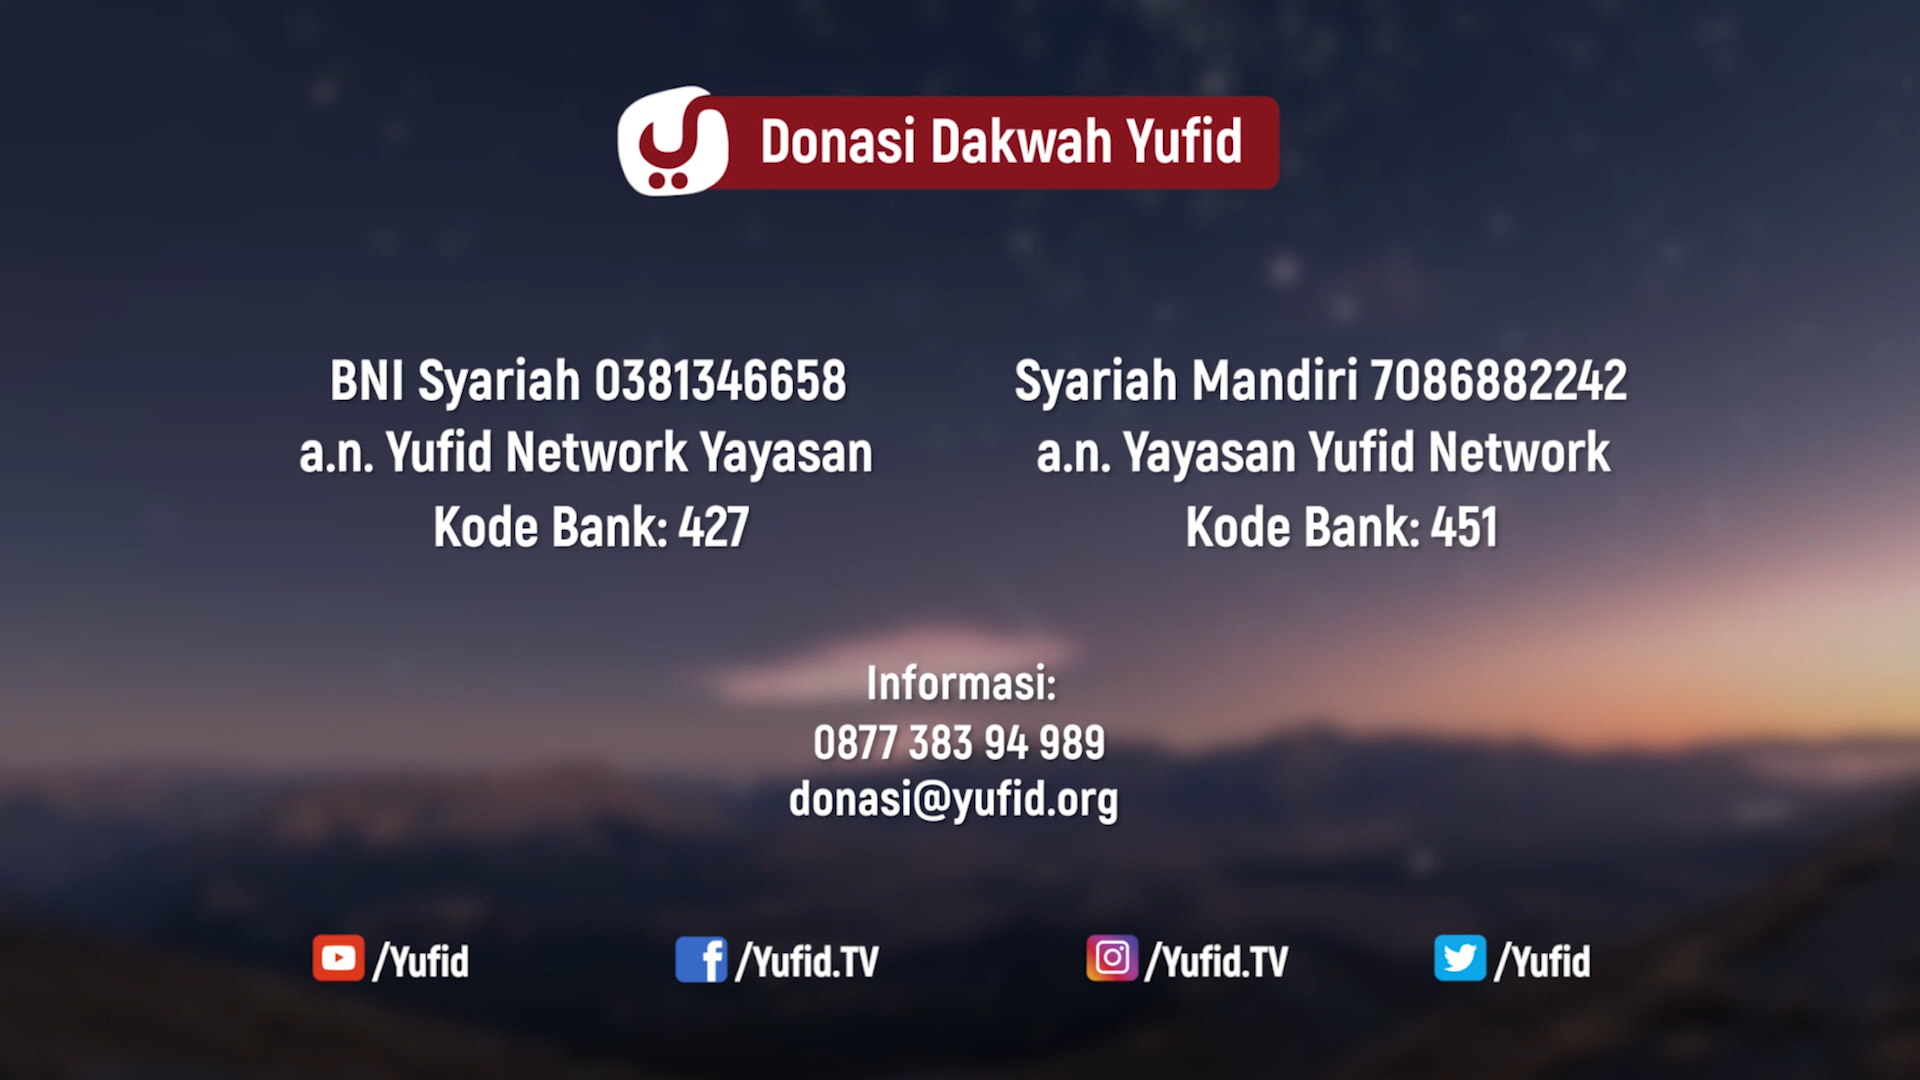 Donasi Dakwah Yufid
BNI Syariah 0381346658
a.n. Yufid Network Yayasan
Kode Bank: 427
Syariah Mandiri 7086882242
a.n. Yayasan Yufid Network
Kode Bank: 451
Informasi:
0877 383 94 989
donasi@yufid.org
/Yufid
/Yufid.TV
/Yufid.TV
/Yufid